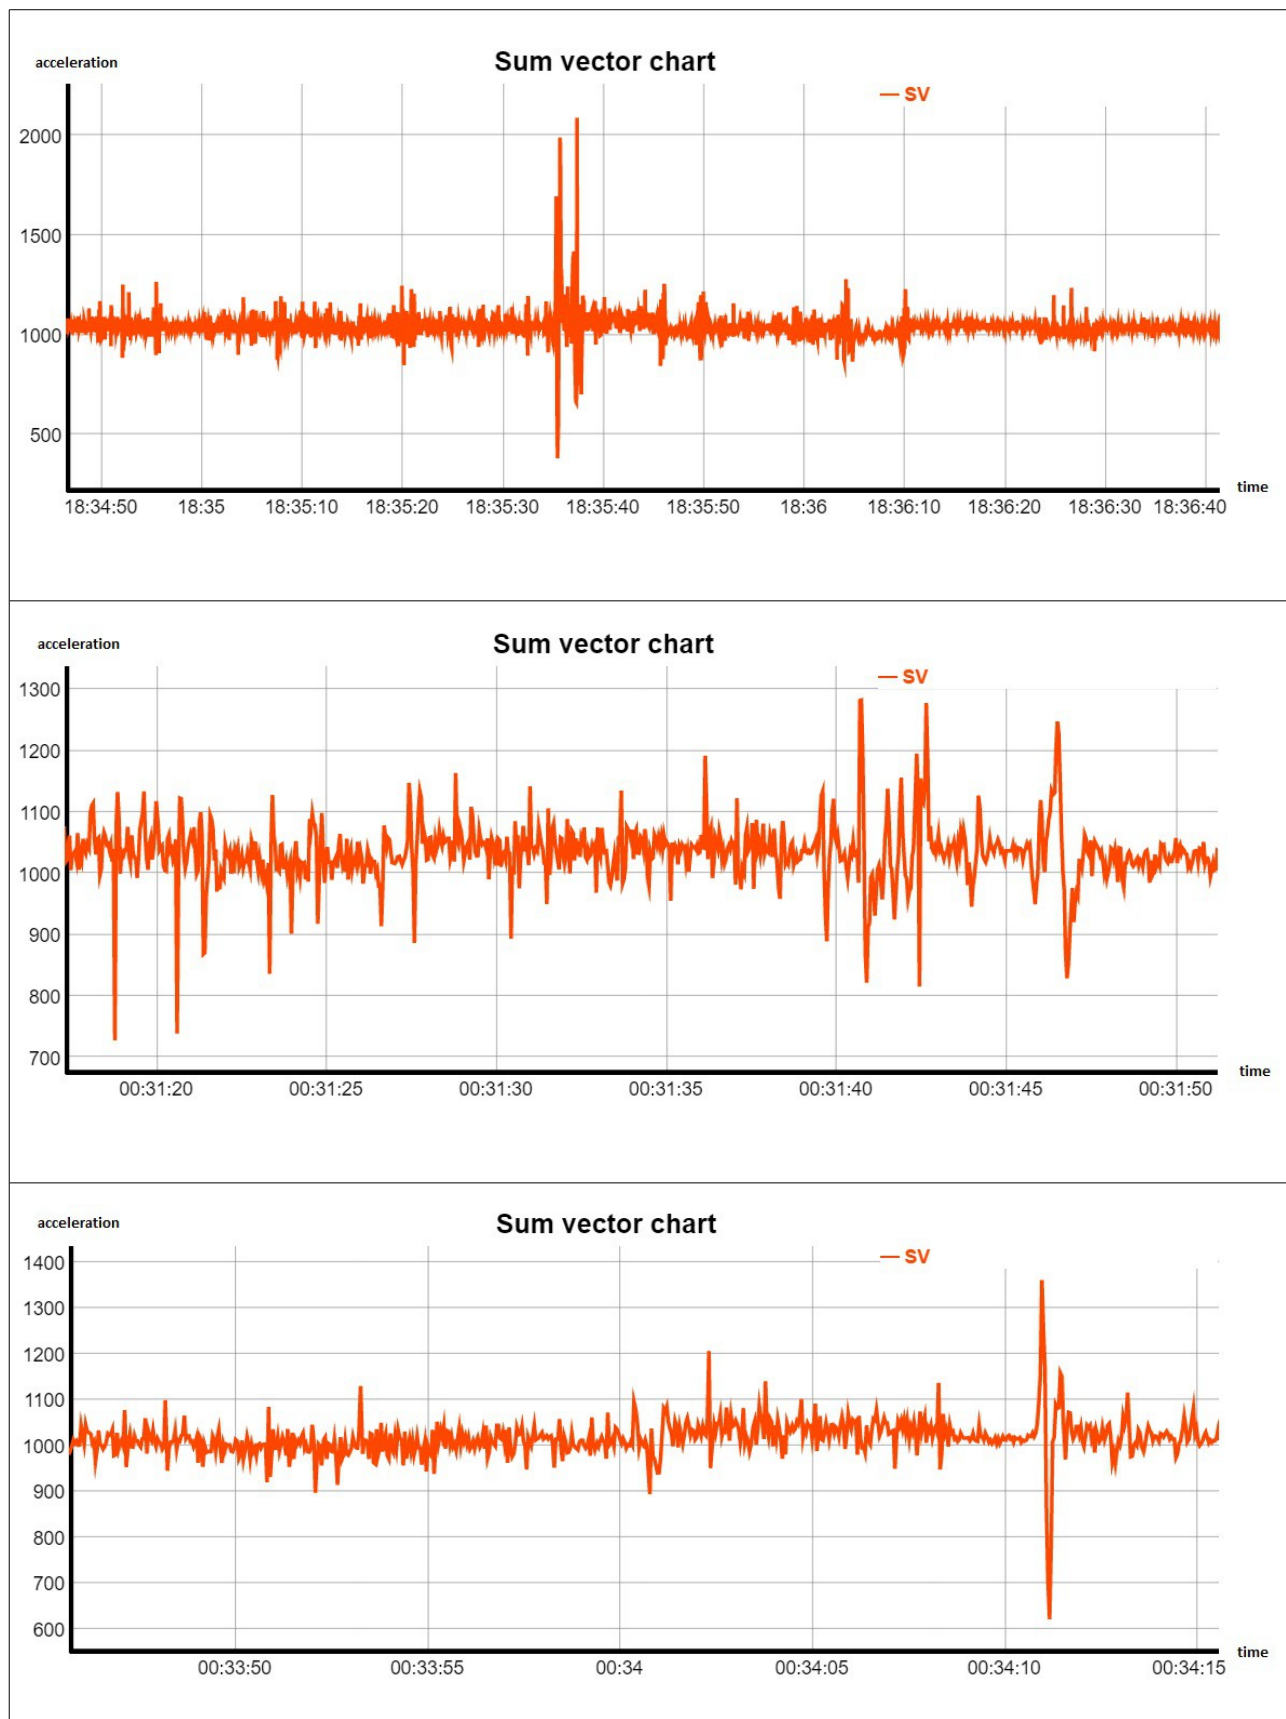 Sum vector chart
acceleration
SV
2000
1500
1000
500
time
18:34:50 18:35 18:35:10 18:35:20 18:35:30 18:35:40 18:35:50 18:36 18:36:10 18:36:20 18:36:30 18:36:40
Sum vector chart
acceleration
SV
1300
1200
1100
1000
900
800
700
time
00:31:20 00:31:25 00:31:30 00:31:35 00:31:40 00:31:45 00:31:50
Sum vector chart
acceleration
SV
1400
1300
1200
1100
1000
900
800
700
600
time
00:33:50 00:33:55 00:34 00:34:05 00:34:10 00:34:15